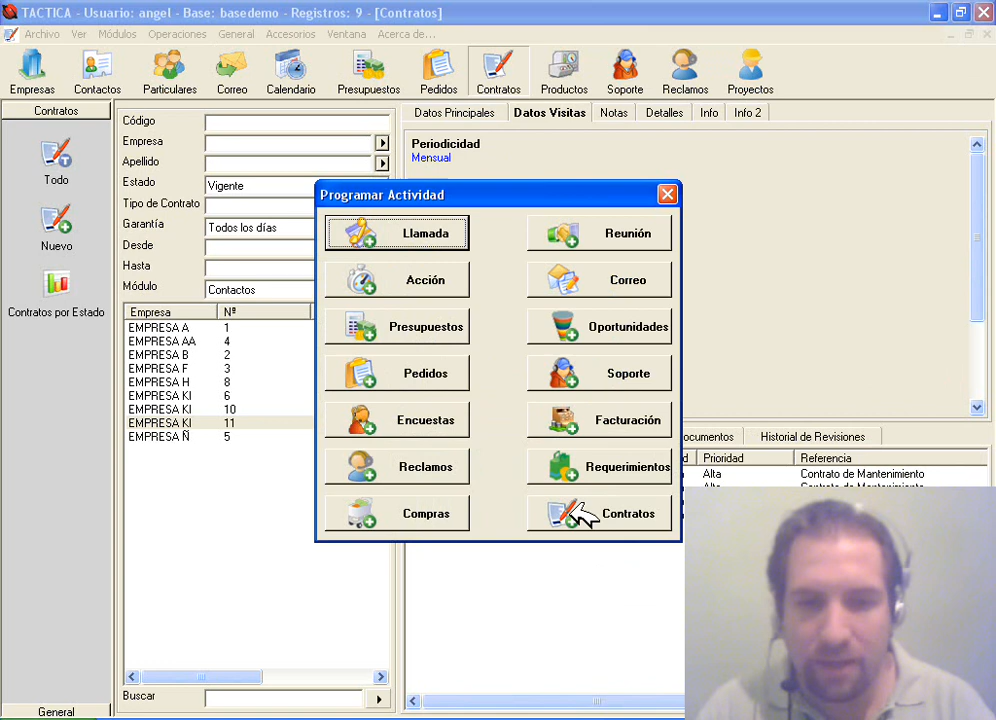 TACTICA - Usuario: angel - Base: basedemo - Registros: 9 - [Contratos]
Archivo Ver Módulos Operaciones General Accesorios Ventana Acerca de...
Empresas Contactos Particulares Correo Calendario Presupuestos Pedidos Contratos Productos Soporte Reclamos Proyectos
Contratos
Todo
Nuevo
Contratos por Estado
General
Código
Empresa
Apellido
Estado Vigente
Tipo de Contrato
Garantía Todos los días
Desde
Hasta
Módulo Contactos
Empresa Nº
EMPRESA A 1
EMPRESA AA 4
EMPRESA B 2
EMPRESA F 3
EMPRESA H 8
EMPRESA KI 6
EMPRESA KI 10
EMPRESA KI 11
EMPRESA Ñ 5
Buscar
Datos Principales Datos Visitas Notas Detalles Info Info 2
Periodicidad
Mensual
Programar Actividad
Llamada Reunión
Acción Correo
Presupuestos Oportunidades
Pedidos Soporte
Encuestas Facturación
Reclamos Requerimientos
Compras Contratos
ocumentos Historial de Revisiones
d Prioridad Referencia
Alta Contrato de Mantenimiento